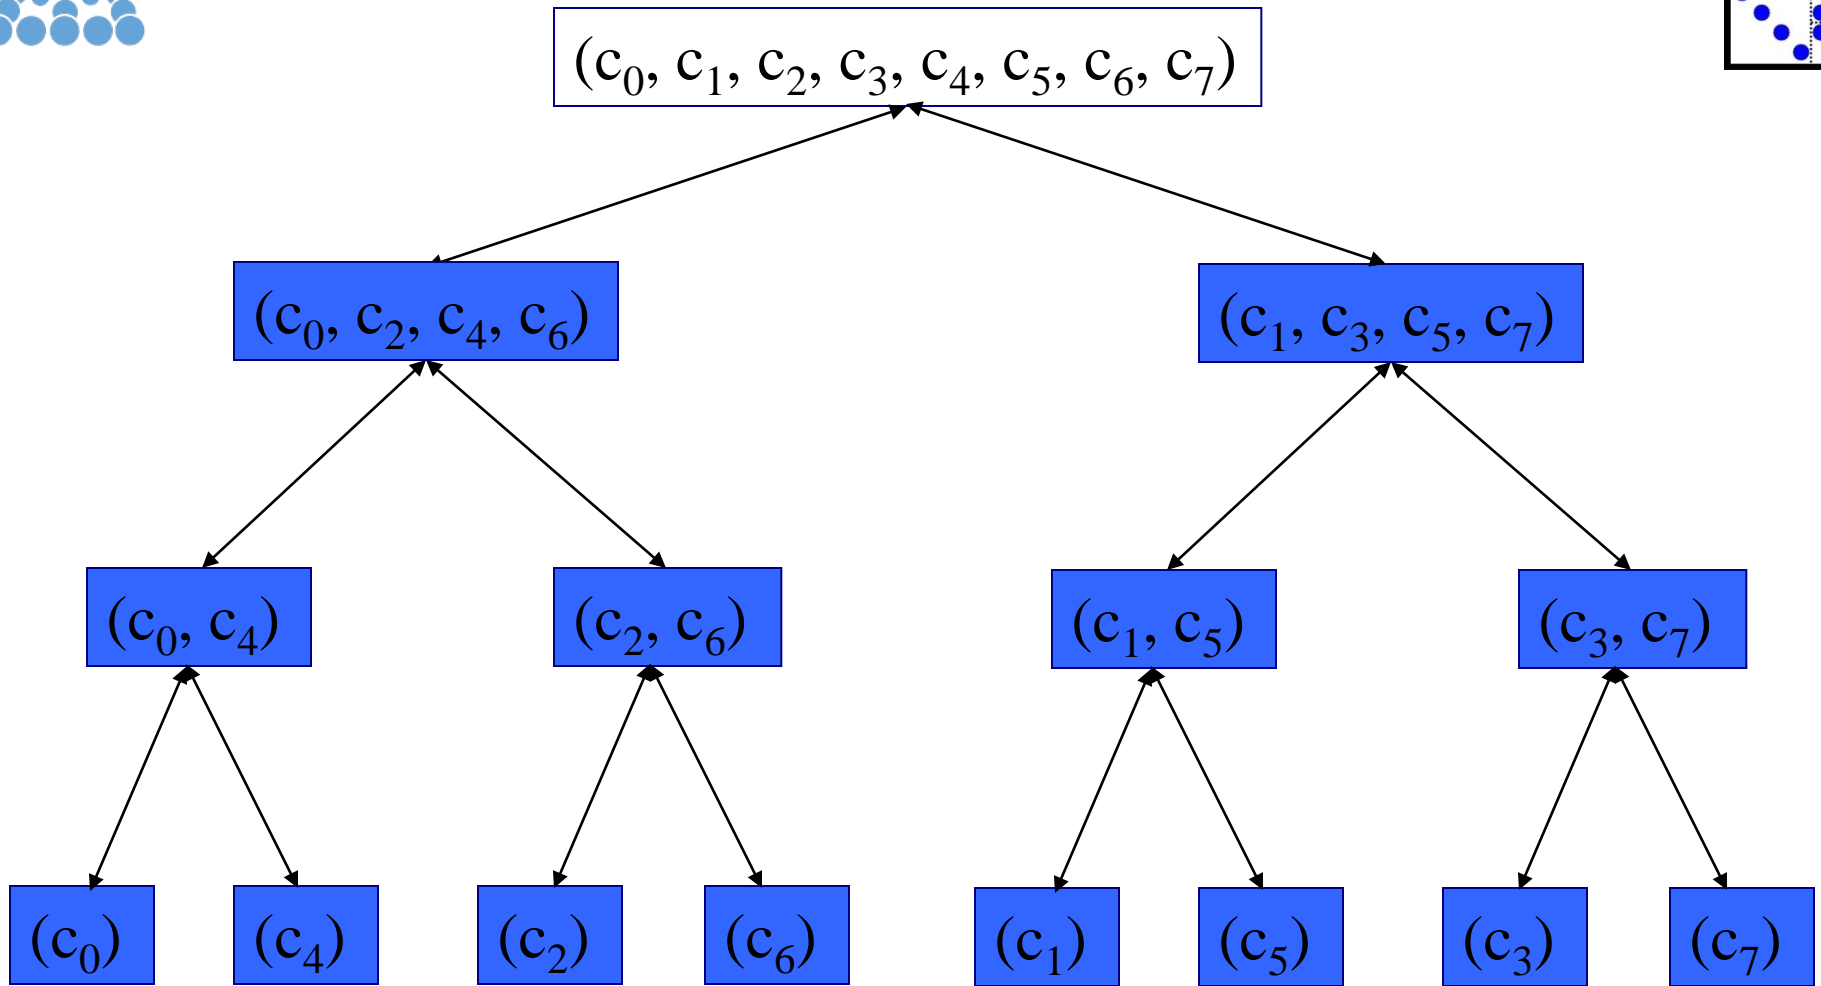 (c₀, c₁, c₂, c₃, c₄, c₅, c₆, c₇)
(c₀, c₂, c₄, c₆)
(c₁, c₃, c₅, c₇)
(c₀, c₄)
(c₂, c₆)
(c₁, c₅)
(c₃, c₇)
(c₀)
(c₄)
(c₂)
(c₆)
(c₁)
(c₅)
(c₃)
(c₇)